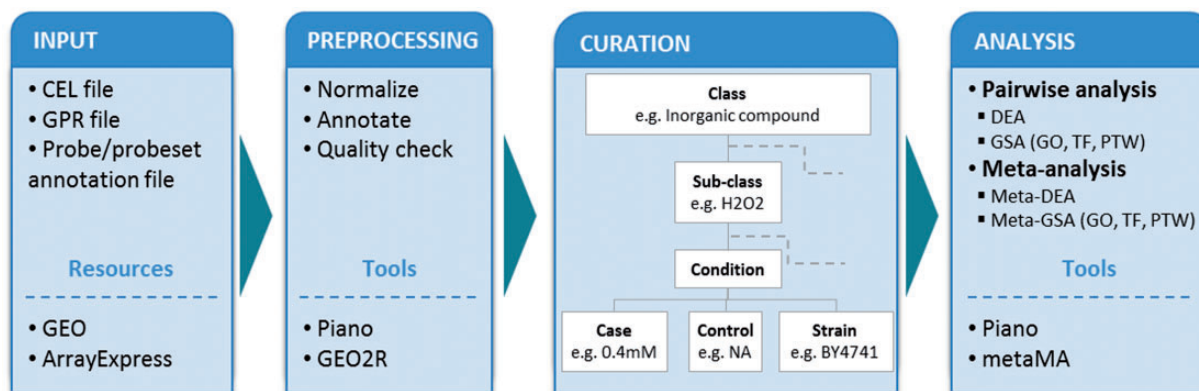 INPUT
• CEL file
• GPR file
• Probe/probeset
annotation file
Resources
• GEO
• ArrayExpress
PREPROCESSING
• Normalize
• Annotate
• Quality check
Tools
• Piano
• GEO2R
CURATION
Class
e.g. Inorganic compound
Sub-class
e.g. H2O2
Condition
Case
e.g. 0.4mM
Control
e.g. NA
Strain
e.g. BY4741
ANALYSIS
• Pairwise analysis
▪ DEA
▪ GSA (GO, TF, PTW)
• Meta-analysis
▪ Meta-DEA
▪ Meta-GSA (GO, TF, PTW)
Tools
• Piano
• metaMA